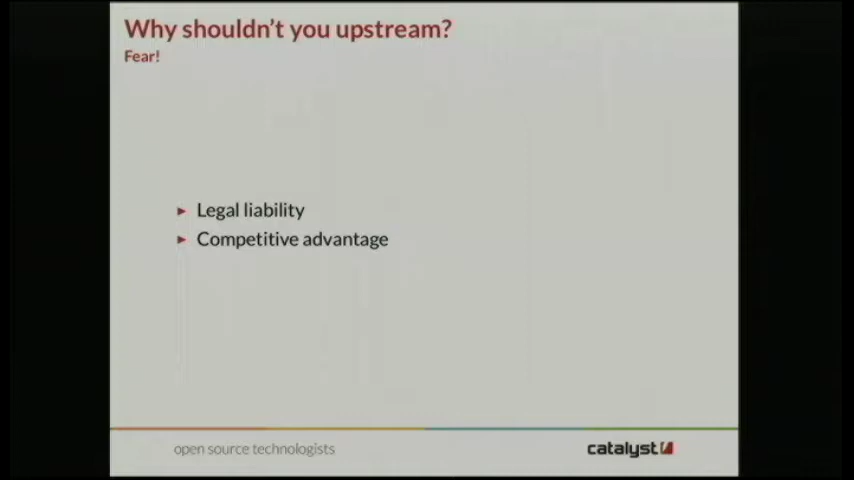 Why shouldn't you upstream?
Fear!
► Legal liability
► Competitive advantage
open source technologists
catalyst